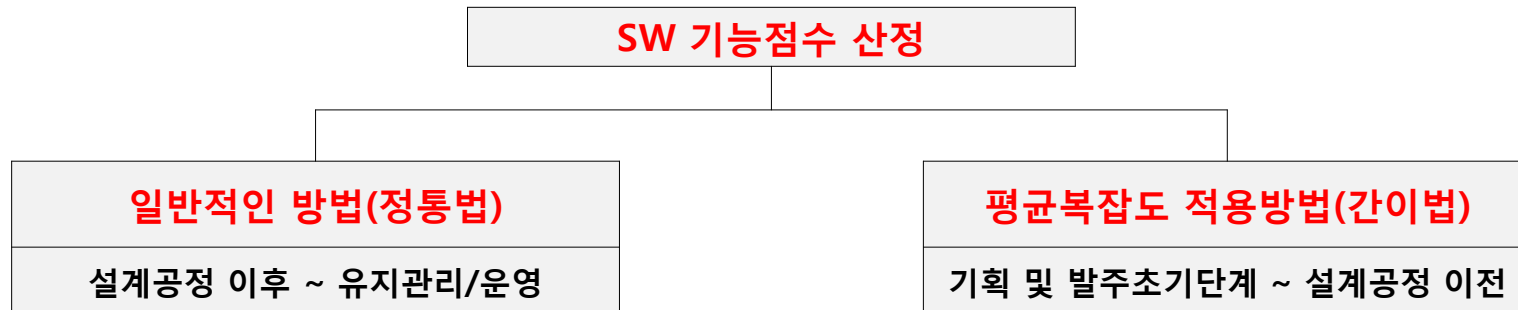 SW 기능점수 산정
일반적인 방법(정통법)
설계공정 이후 ~ 유지관리/운영
평균복잡도 적용방법(간이법)
기획 및 발주초기단계 ~ 설계공정 이전